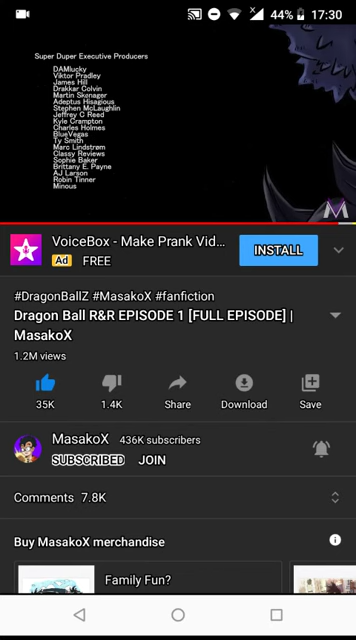 44% 17:30
Super Duper Executive Producers
DAMlucky
Viktor Pradley
James Hill
Drakkar Colvin
Martin Skenager
Adeptus Hisagious
Stephen McLaughlin
Jeffrey C Reed
Kyle Crampton
Charles Holmes
BlueVegas
Ty Smith
Marc Lindstrøm
Classy Reviews
Sophie Baker
Brittany E. Payne
AJ Larson
Robin Tinner
Minous
M
VoiceBox - Make Prank Vid...
Ad FREE
INSTALL
#DragonBallZ #MasakoX #fanfiction
Dragon Ball R&R EPISODE 1 [FULL EPISODE] |
MasakoX
1.2M views
35K 1.4K Share Download Save
MasakoX 436K subscribers
SUBSCRIBED JOIN
Comments 7.8K
Buy MasakoX merchandise
Family Fun?